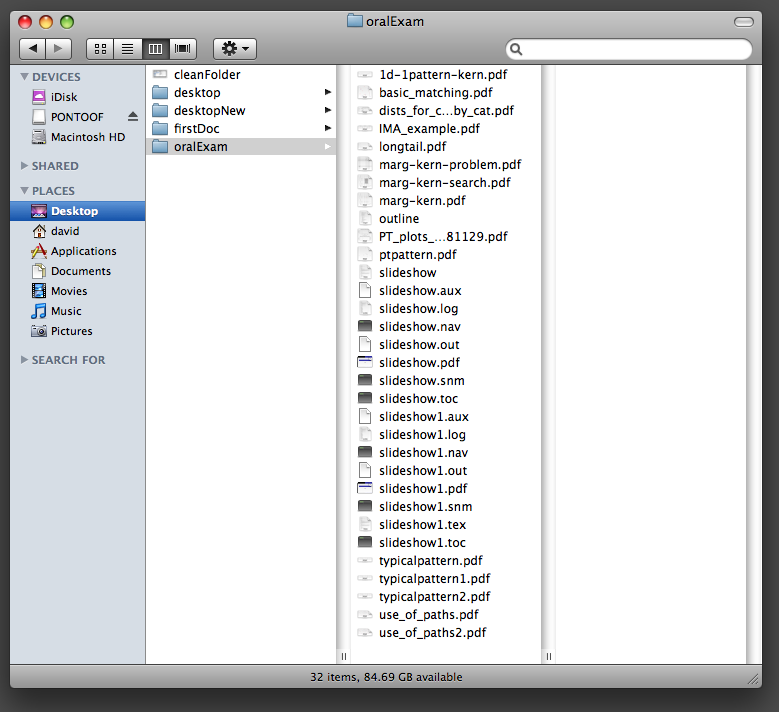 oralExam
DEVICES
iDisk
PONTOOF
Macintosh HD
SHARED
PLACES
Desktop
david
Applications
Documents
Movies
Music
Pictures
SEARCH FOR
cleanFolder
desktop
desktopNew
firstDoc
oralExam
1d-1pattern-kern.pdf
basic_matching.pdf
dists_for_c...by_cat.pdf
IMA_example.pdf
longtail.pdf
marg-kern-problem.pdf
marg-kern-search.pdf
marg-kern.pdf
outline
PT_plots_...81129.pdf
ptpattern.pdf
slideshow
slideshow.aux
slideshow.log
slideshow.nav
slideshow.out
slideshow.pdf
slideshow.snm
slideshow.toc
slideshow1.aux
slideshow1.log
slideshow1.nav
slideshow1.out
slideshow1.pdf
slideshow1.snm
slideshow1.tex
slideshow1.toc
typicalpattern.pdf
typicalpattern1.pdf
typicalpattern2.pdf
use_of_paths.pdf
use_of_paths2.pdf
32 items, 84.69 GB available